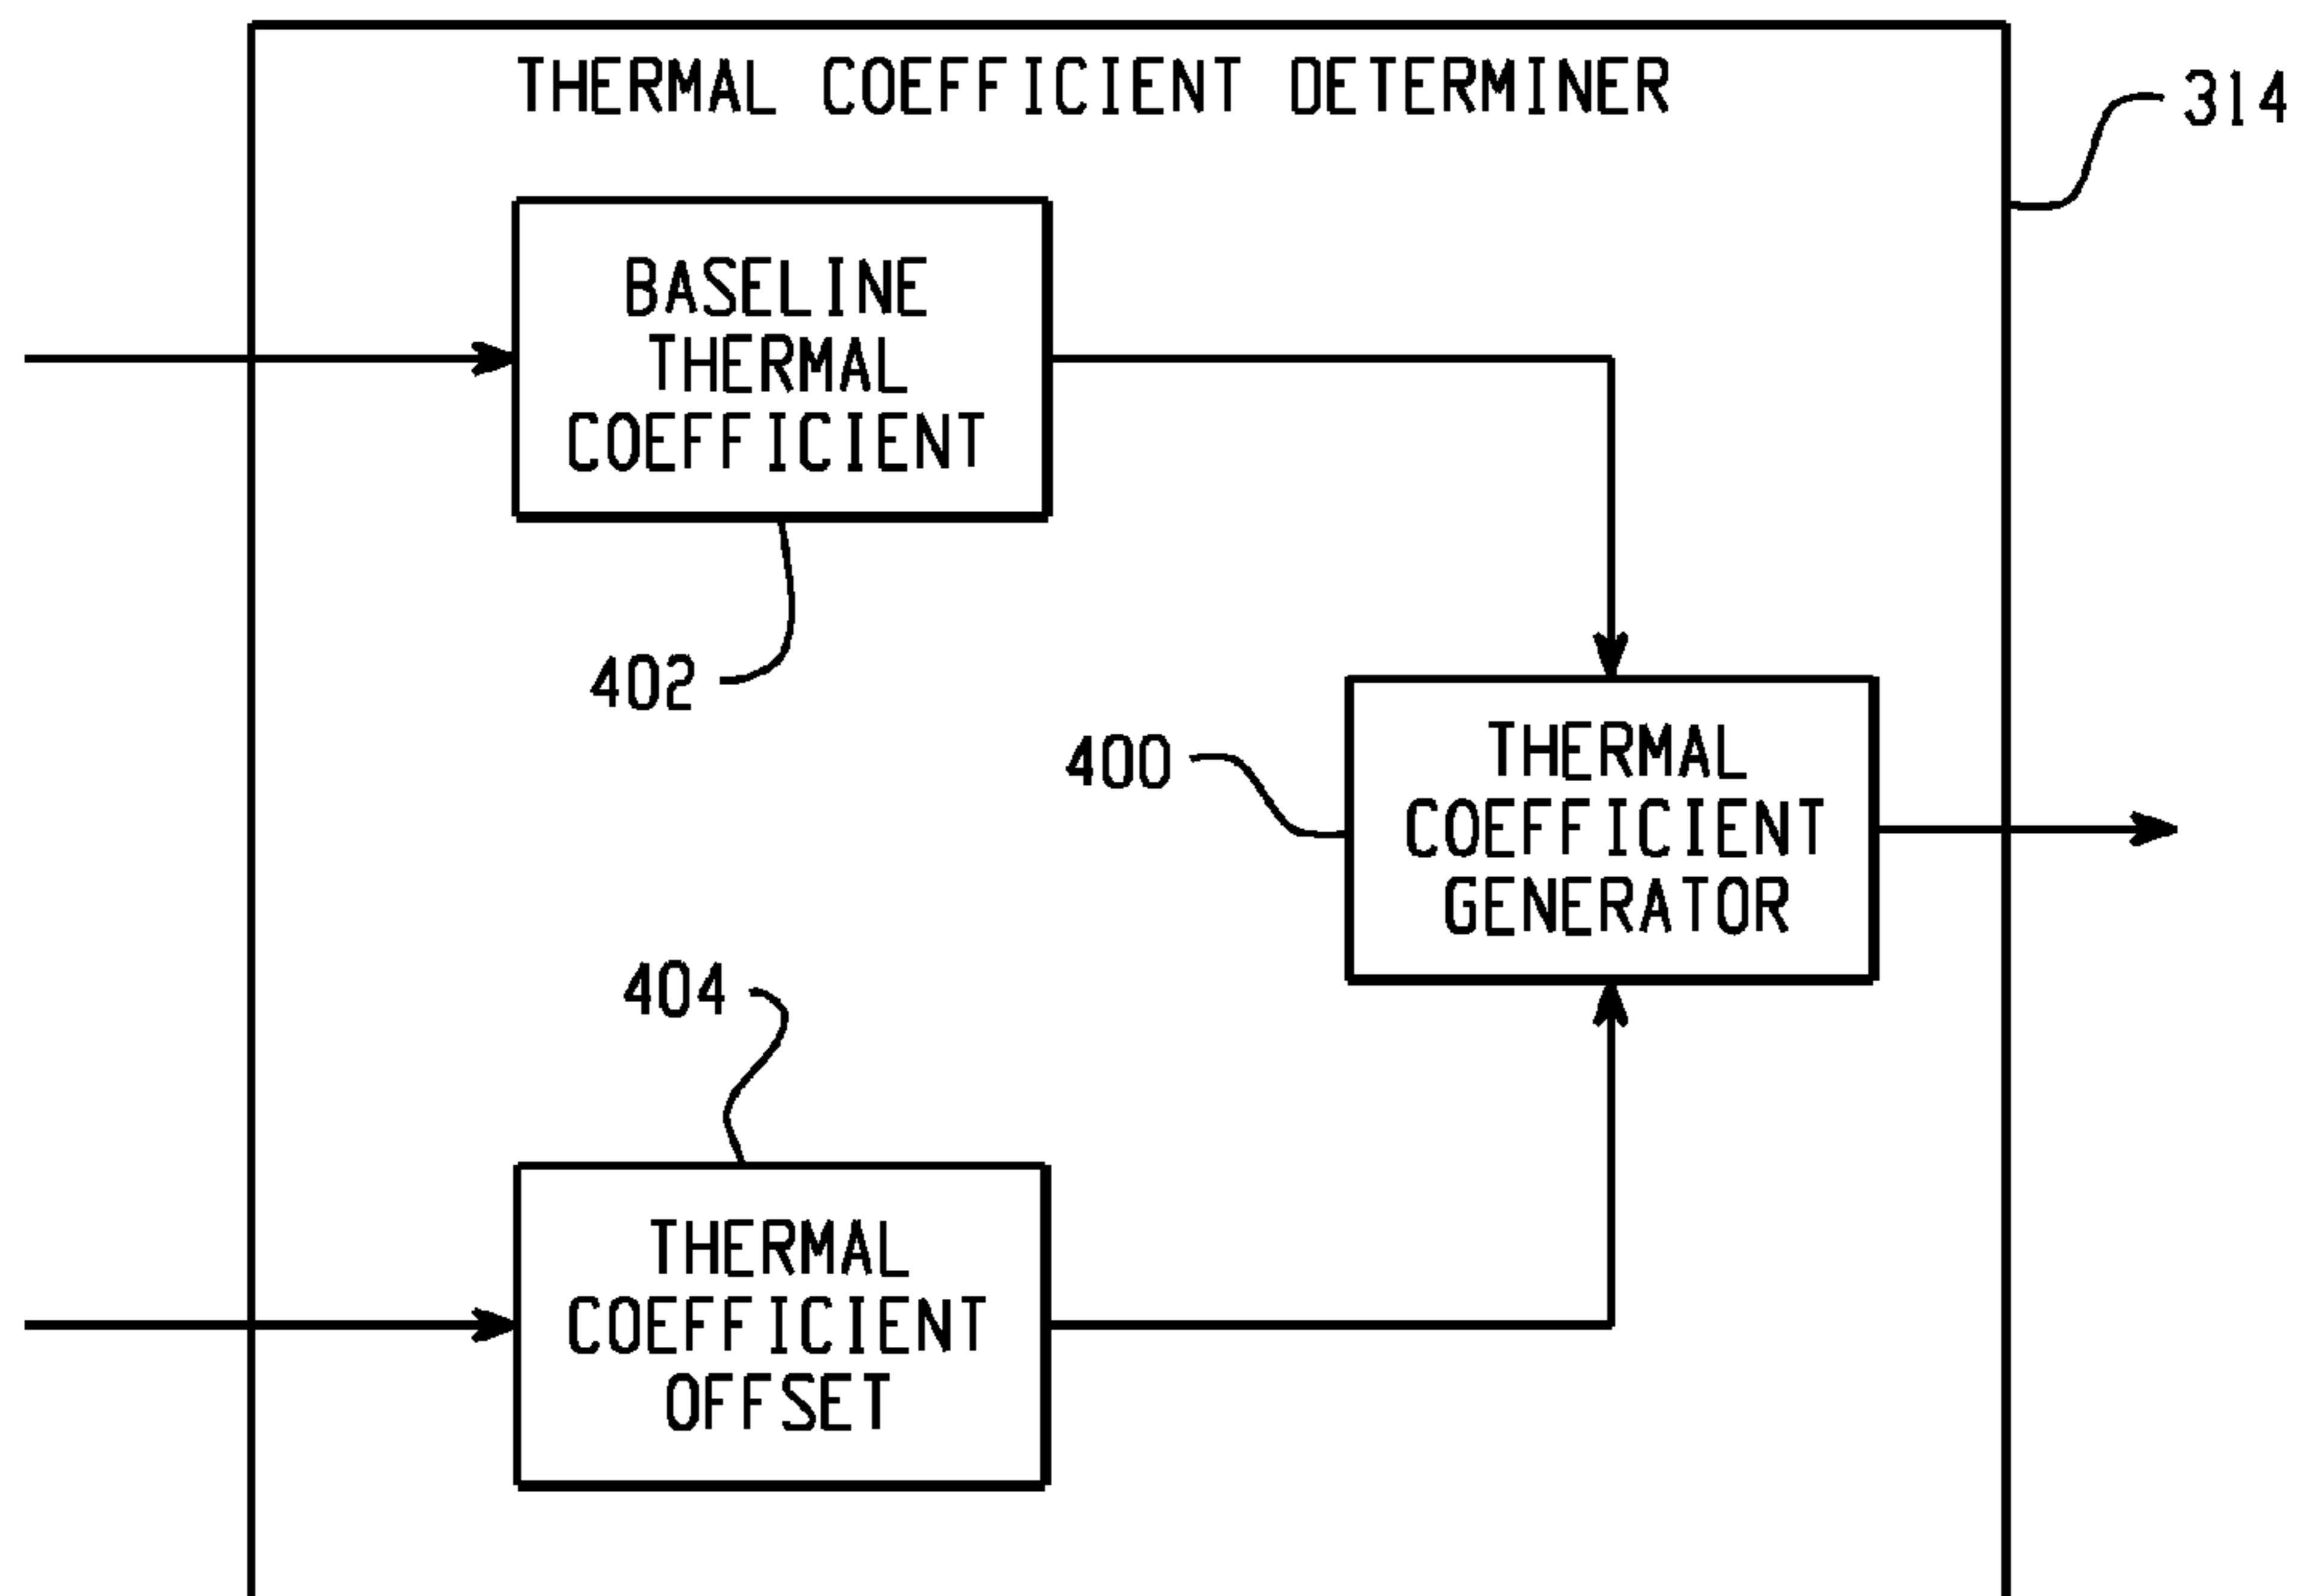 THERMAL COEFFICIENT DETERMINER
314
BASELINE
THERMAL
COEFFICIENT
402
400
THERMAL
COEFFICIENT
GENERATOR
404
THERMAL
COEFFICIENT
OFFSET